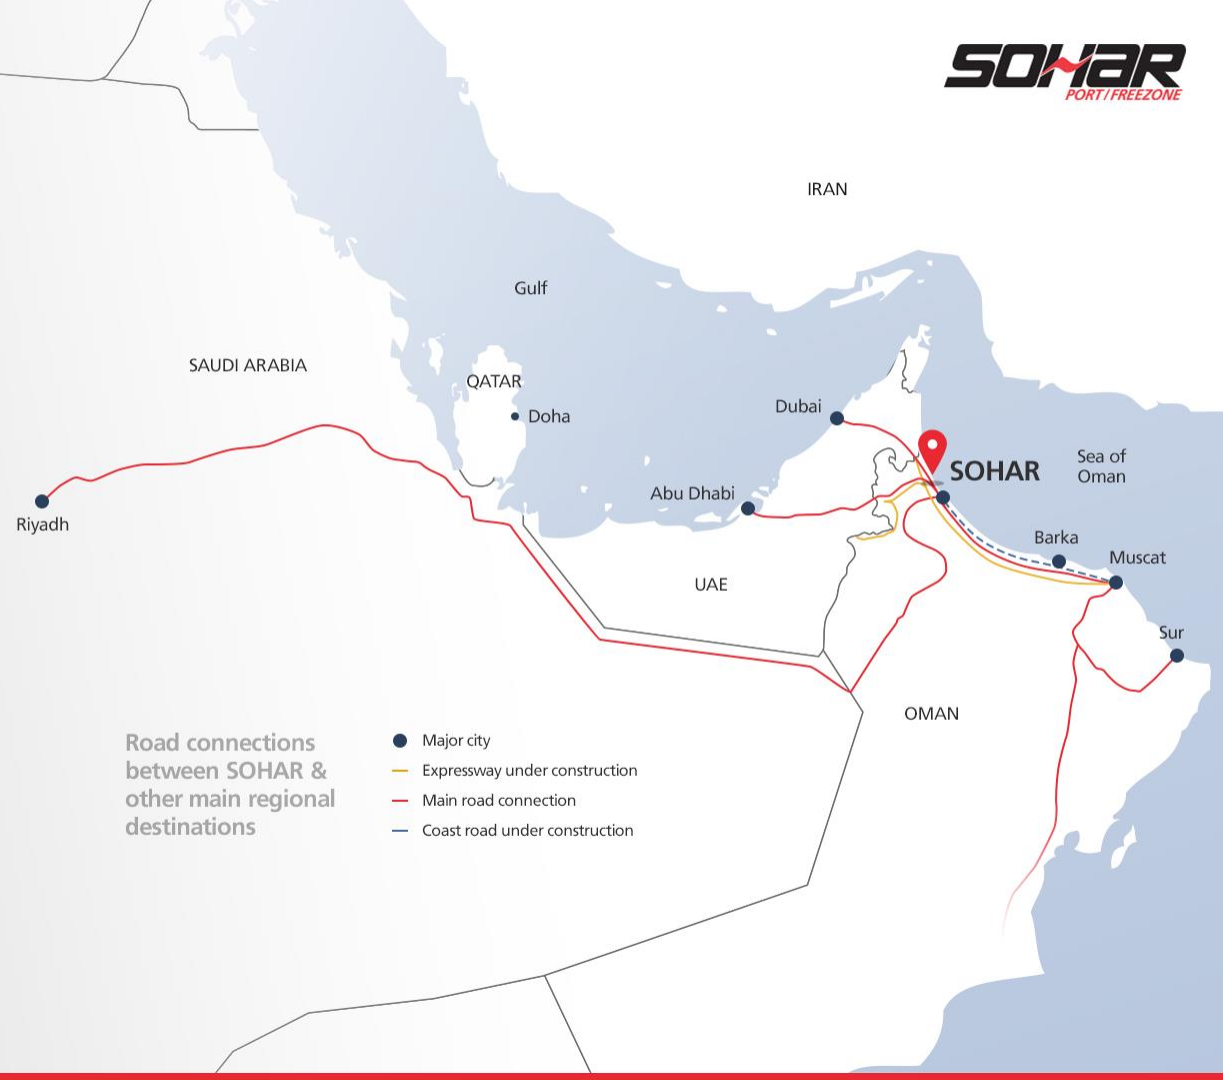 SOHAR
PORT/FREEZONE
IRAN
Gulf
SAUDI ARABIA
QATAR
Doha
Dubai
SOHAR
Sea of
Oman
Abu Dhabi
Riyadh
Barka
Muscat
UAE
Sur
OMAN
Road connections
between SOHAR &
other main regional
destinations
Major city
Expressway under construction
Main road connection
Coast road under construction